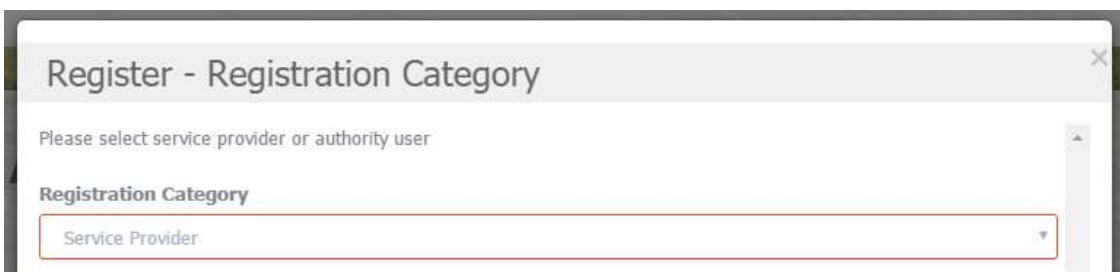 Register - Registration Category
Please select service provider or authority user
Registration Category
Service Provider